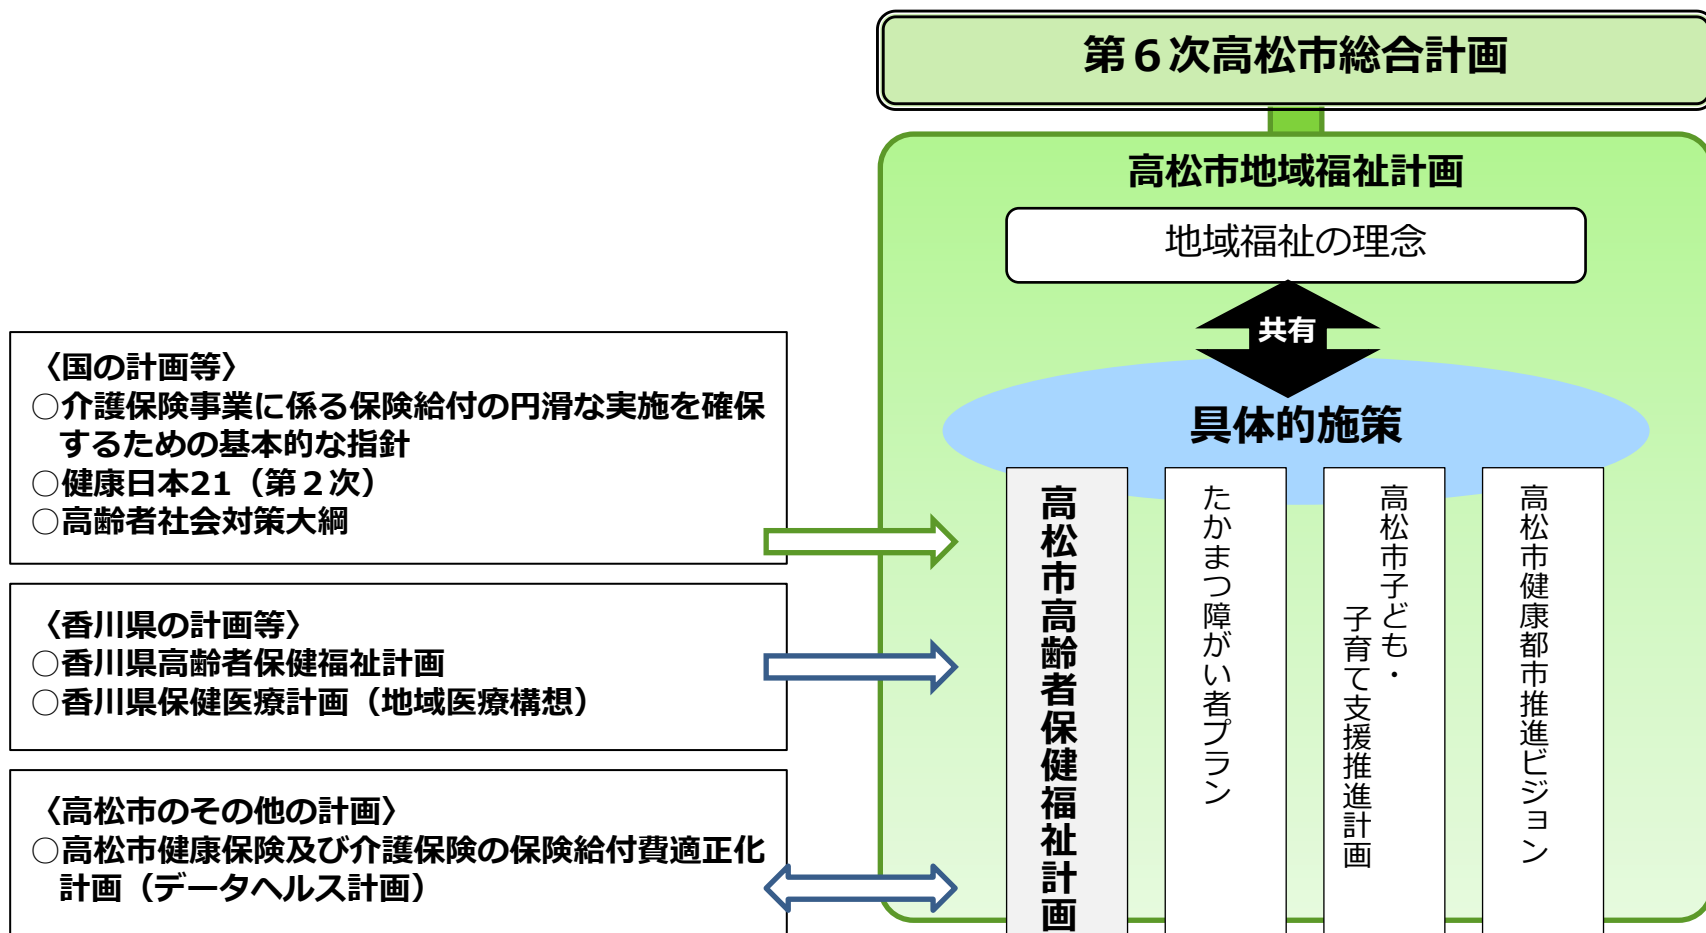 第６次高松市総合計画
高松市地域福祉計画
地域福祉の理念
共有
具体的施策
高松市高齢者保健福祉計画
たかまつ障がい者プラン
高松市子ども・
子育て支援推進計画
高松市健康都市推進ビジョン
〈国の計画等〉
○介護保険事業に係る保険給付の円滑な実施を確保
するための基本的な指針
○健康日本21（第２次）
○高齢者社会対策大綱
〈香川県の計画等〉
○香川県高齢者保健福祉計画
○香川県保健医療計画（地域医療構想）
〈高松市のその他の計画〉
○高松市健康保険及び介護保険の保険給付費適正化
計画（データヘルス計画）